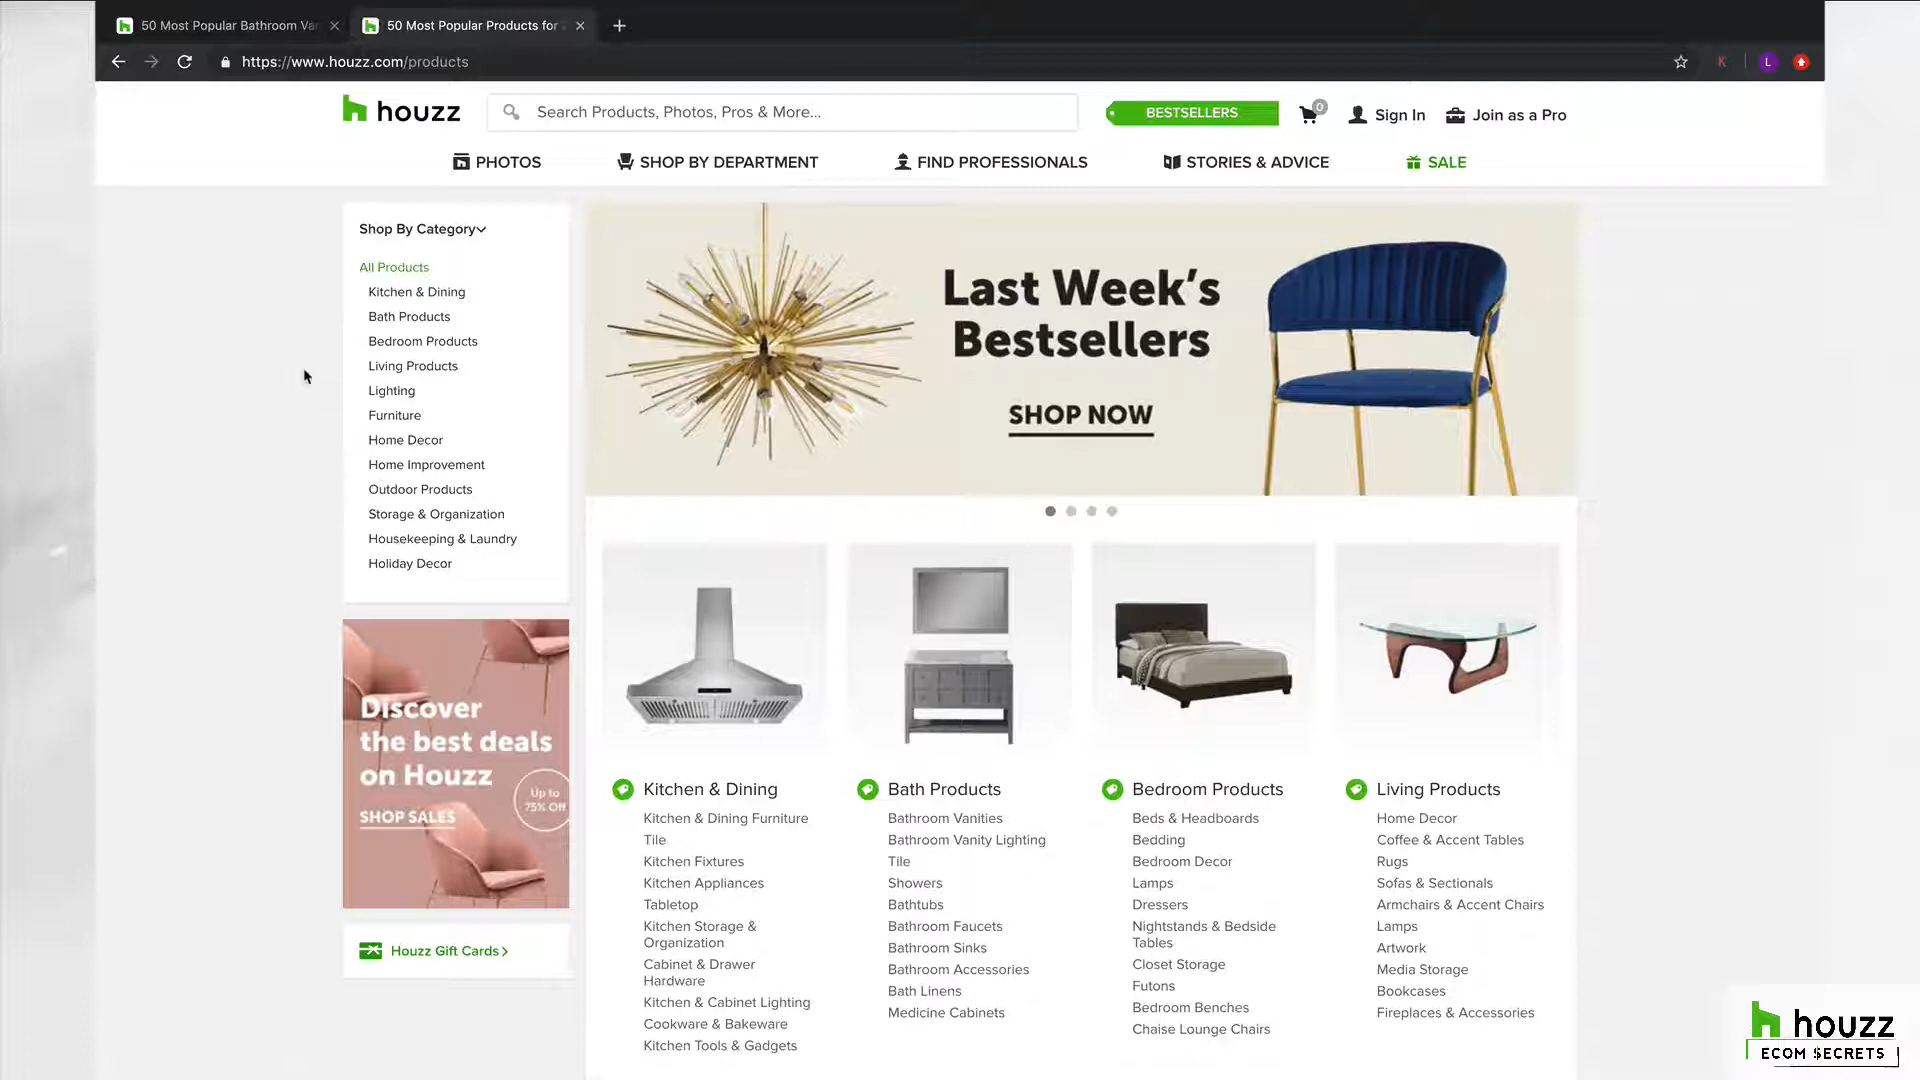 50 Most Popular Bathroom Va
50 Most Popular Products for
https://www.houzz.com/products
K
L
houzz
Search Products, Photos, Pros & More...
BESTSELLERS
0
Sign In
Join as a Pro
PHOTOS
SHOP BY DEPARTMENT
FIND PROFESSIONALS
STORIES & ADVICE
SALE
Shop By Category
All Products
Kitchen & Dining
Bath Products
Bedroom Products
Living Products
Lighting
Furniture
Home Decor
Home Improvement
Outdoor Products
Storage & Organization
Housekeeping & Laundry
Holiday Decor
Last Week's
Bestsellers
SHOP NOW
Discover
the best deals
on Houzz
SHOP SALES
Up to
75% Off
Houzz Gift Cards
Kitchen & Dining
Kitchen & Dining Furniture
Tile
Kitchen Fixtures
Kitchen Appliances
Tabletop
Kitchen Storage &
Organization
Cabinet & Drawer
Hardware
Kitchen & Cabinet Lighting
Cookware & Bakeware
Kitchen Tools & Gadgets
Bath Products
Bathroom Vanities
Bathroom Vanity Lighting
Tile
Showers
Bathtubs
Bathroom Faucets
Bathroom Sinks
Bathroom Accessories
Bath Linens
Medicine Cabinets
Bedroom Products
Beds & Headboards
Bedding
Bedroom Decor
Lamps
Dressers
Nightstands & Bedside
Tables
Closet Storage
Futons
Bedroom Benches
Chaise Lounge Chairs
Living Products
Home Decor
Coffee & Accent Tables
Rugs
Sofas & Sectionals
Armchairs & Accent Chairs
Lamps
Artwork
Media Storage
Bookcases
Fireplaces & Accessories
houzz
ECOM SECRETS